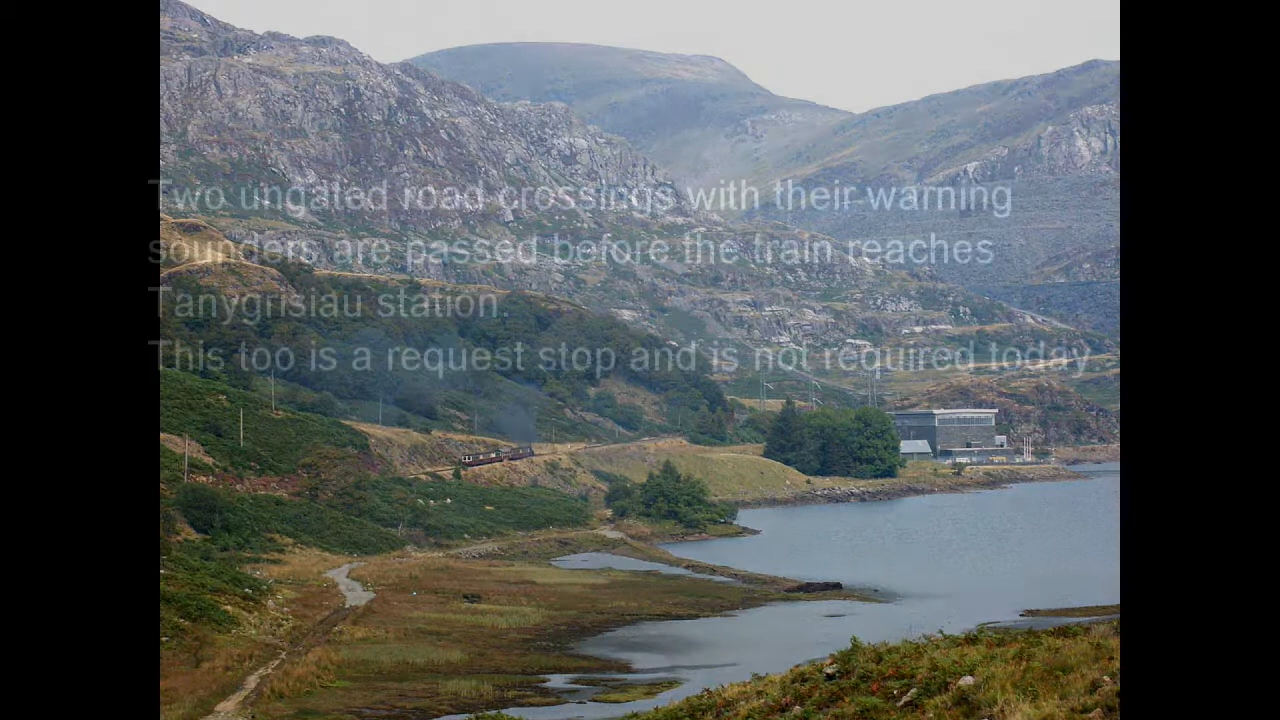 Two ungated road crossings with their warning
sounders are passed before the train reaches
Tanygrisiau station.
This too is a request stop and is not required today